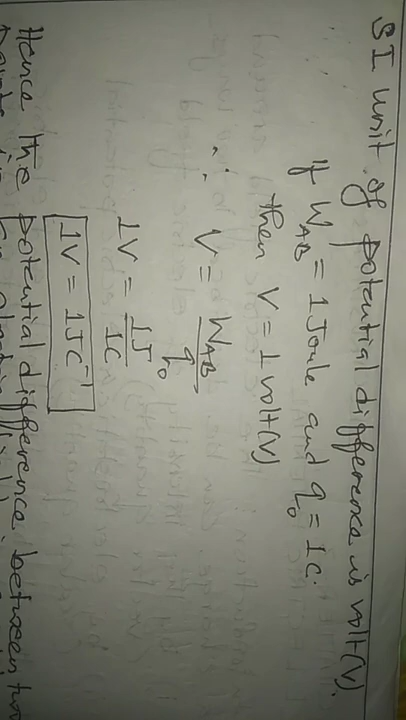 SI unit of potential difference is volt(V).
If W_AB = 1 Joule and q₀ = 1C.
then V = 1 volt(V)
∴ V = W_AB / q₀
1V = 1J / 1C
1V = 1JC⁻¹
Hence the potential difference between two